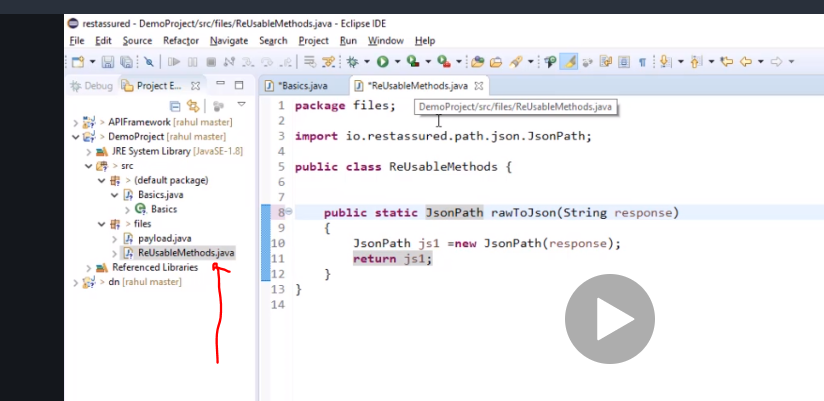 restassured - DemoProject/src/files/ReUsableMethods.java - Eclipse IDE
File Edit Source Refactor Navigate Search Project Run Window Help
Debug Project E...
*Basics.java *ReUsableMethods.java
DemoProject/src/files/ReUsableMethods.java
> APIFramework [rahul master]
> DemoProject [rahul master]
JRE System Library [JavaSE-1.8]
> src
> (default package)
Basics.java
Basics
> files
payload.java
ReUsableMethods.java
Referenced Libraries
> dn [rahul master]
1 package files;
2
3 import io.restassured.path.json.JsonPath;
4
5 public class ReUsableMethods {
6
7
8 public static JsonPath rawToJson(String response)
9 {
10 JsonPath js1 =new JsonPath(response);
11 return js1;
12 }
13 }
14